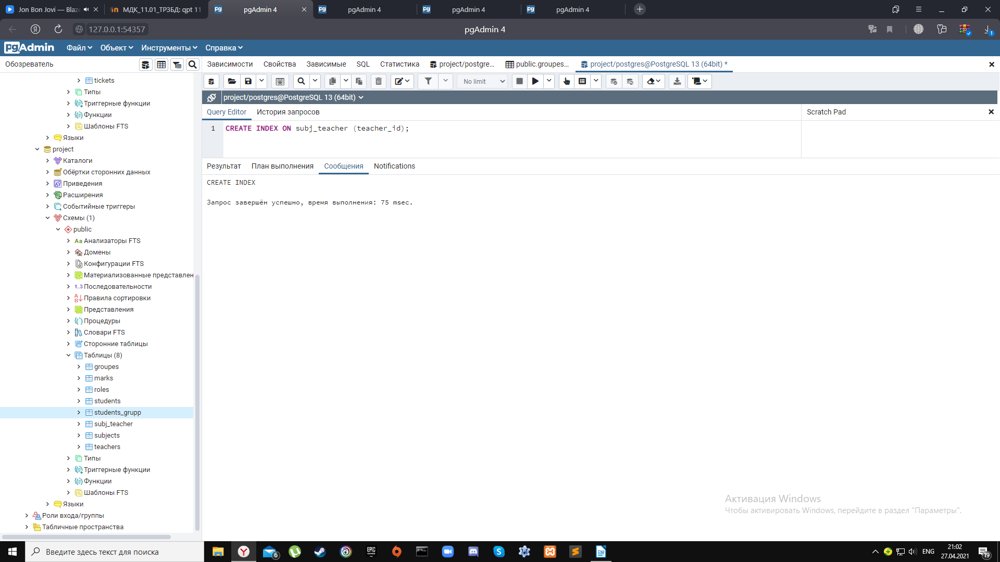 Jon Bon Jovi — Blaze
МДК_11.01_ТРЗБД: qpt 11
pgAdmin 4
pgAdmin 4
pgAdmin 4
pgAdmin 4
127.0.0.1:54357
pgAdmin 4
pgAdmin
Файл
Объект
Инструменты
Справка
Обозреватель
Зависимости
Свойства
Зависимые
SQL
Статистика
project/postgre...
public.groupes...
project/postgres@PostgreSQL 13 (64bit) *
No limit
project/postgres@PostgreSQL 13 (64bit)
Query Editor
История запросов
Scratch Pad
1 CREATE INDEX ON subj_teacher (teacher_id);
Результат
План выполнения
Сообщения
Notifications
CREATE INDEX
Запрос завершён успешно, время выполнения: 75 msec.
tickets
Типы
Триггерные функции
Функции
Шаблоны FTS
Языки
project
Каталоги
Обёртки сторонних данных
Приведения
Расширения
Событийные триггеры
Схемы (1)
public
Анализаторы FTS
Домены
Конфигурации FTS
Материализованные представлен
Последовательности
Правила сортировки
Представления
Процедуры
Словари FTS
Сторонние таблицы
Таблицы (8)
groupes
marks
roles
students
students_grupp
subj_teacher
subjects
teachers
Типы
Триггерные функции
Функции
Шаблоны FTS
Языки
Роли входа/группы
Табличные пространства
Активация Windows
Чтобы активировать Windows, перейдите в раздел "Параметры".
Введите здесь текст для поиска
6
EPIC GAMES
ENG
21:02
27.04.2021
19